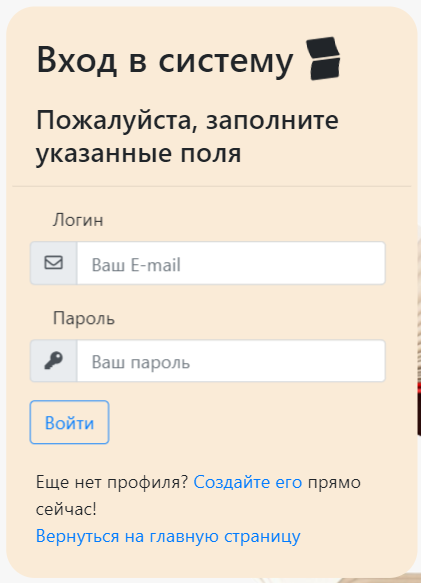 Вход в систему
Пожалуйста, заполните
указанные поля
Логин
Ваш E-mail
Пароль
Ваш пароль
Войти
Еще нет профиля? Создайте его прямо
сейчас!
Вернуться на главную страницу